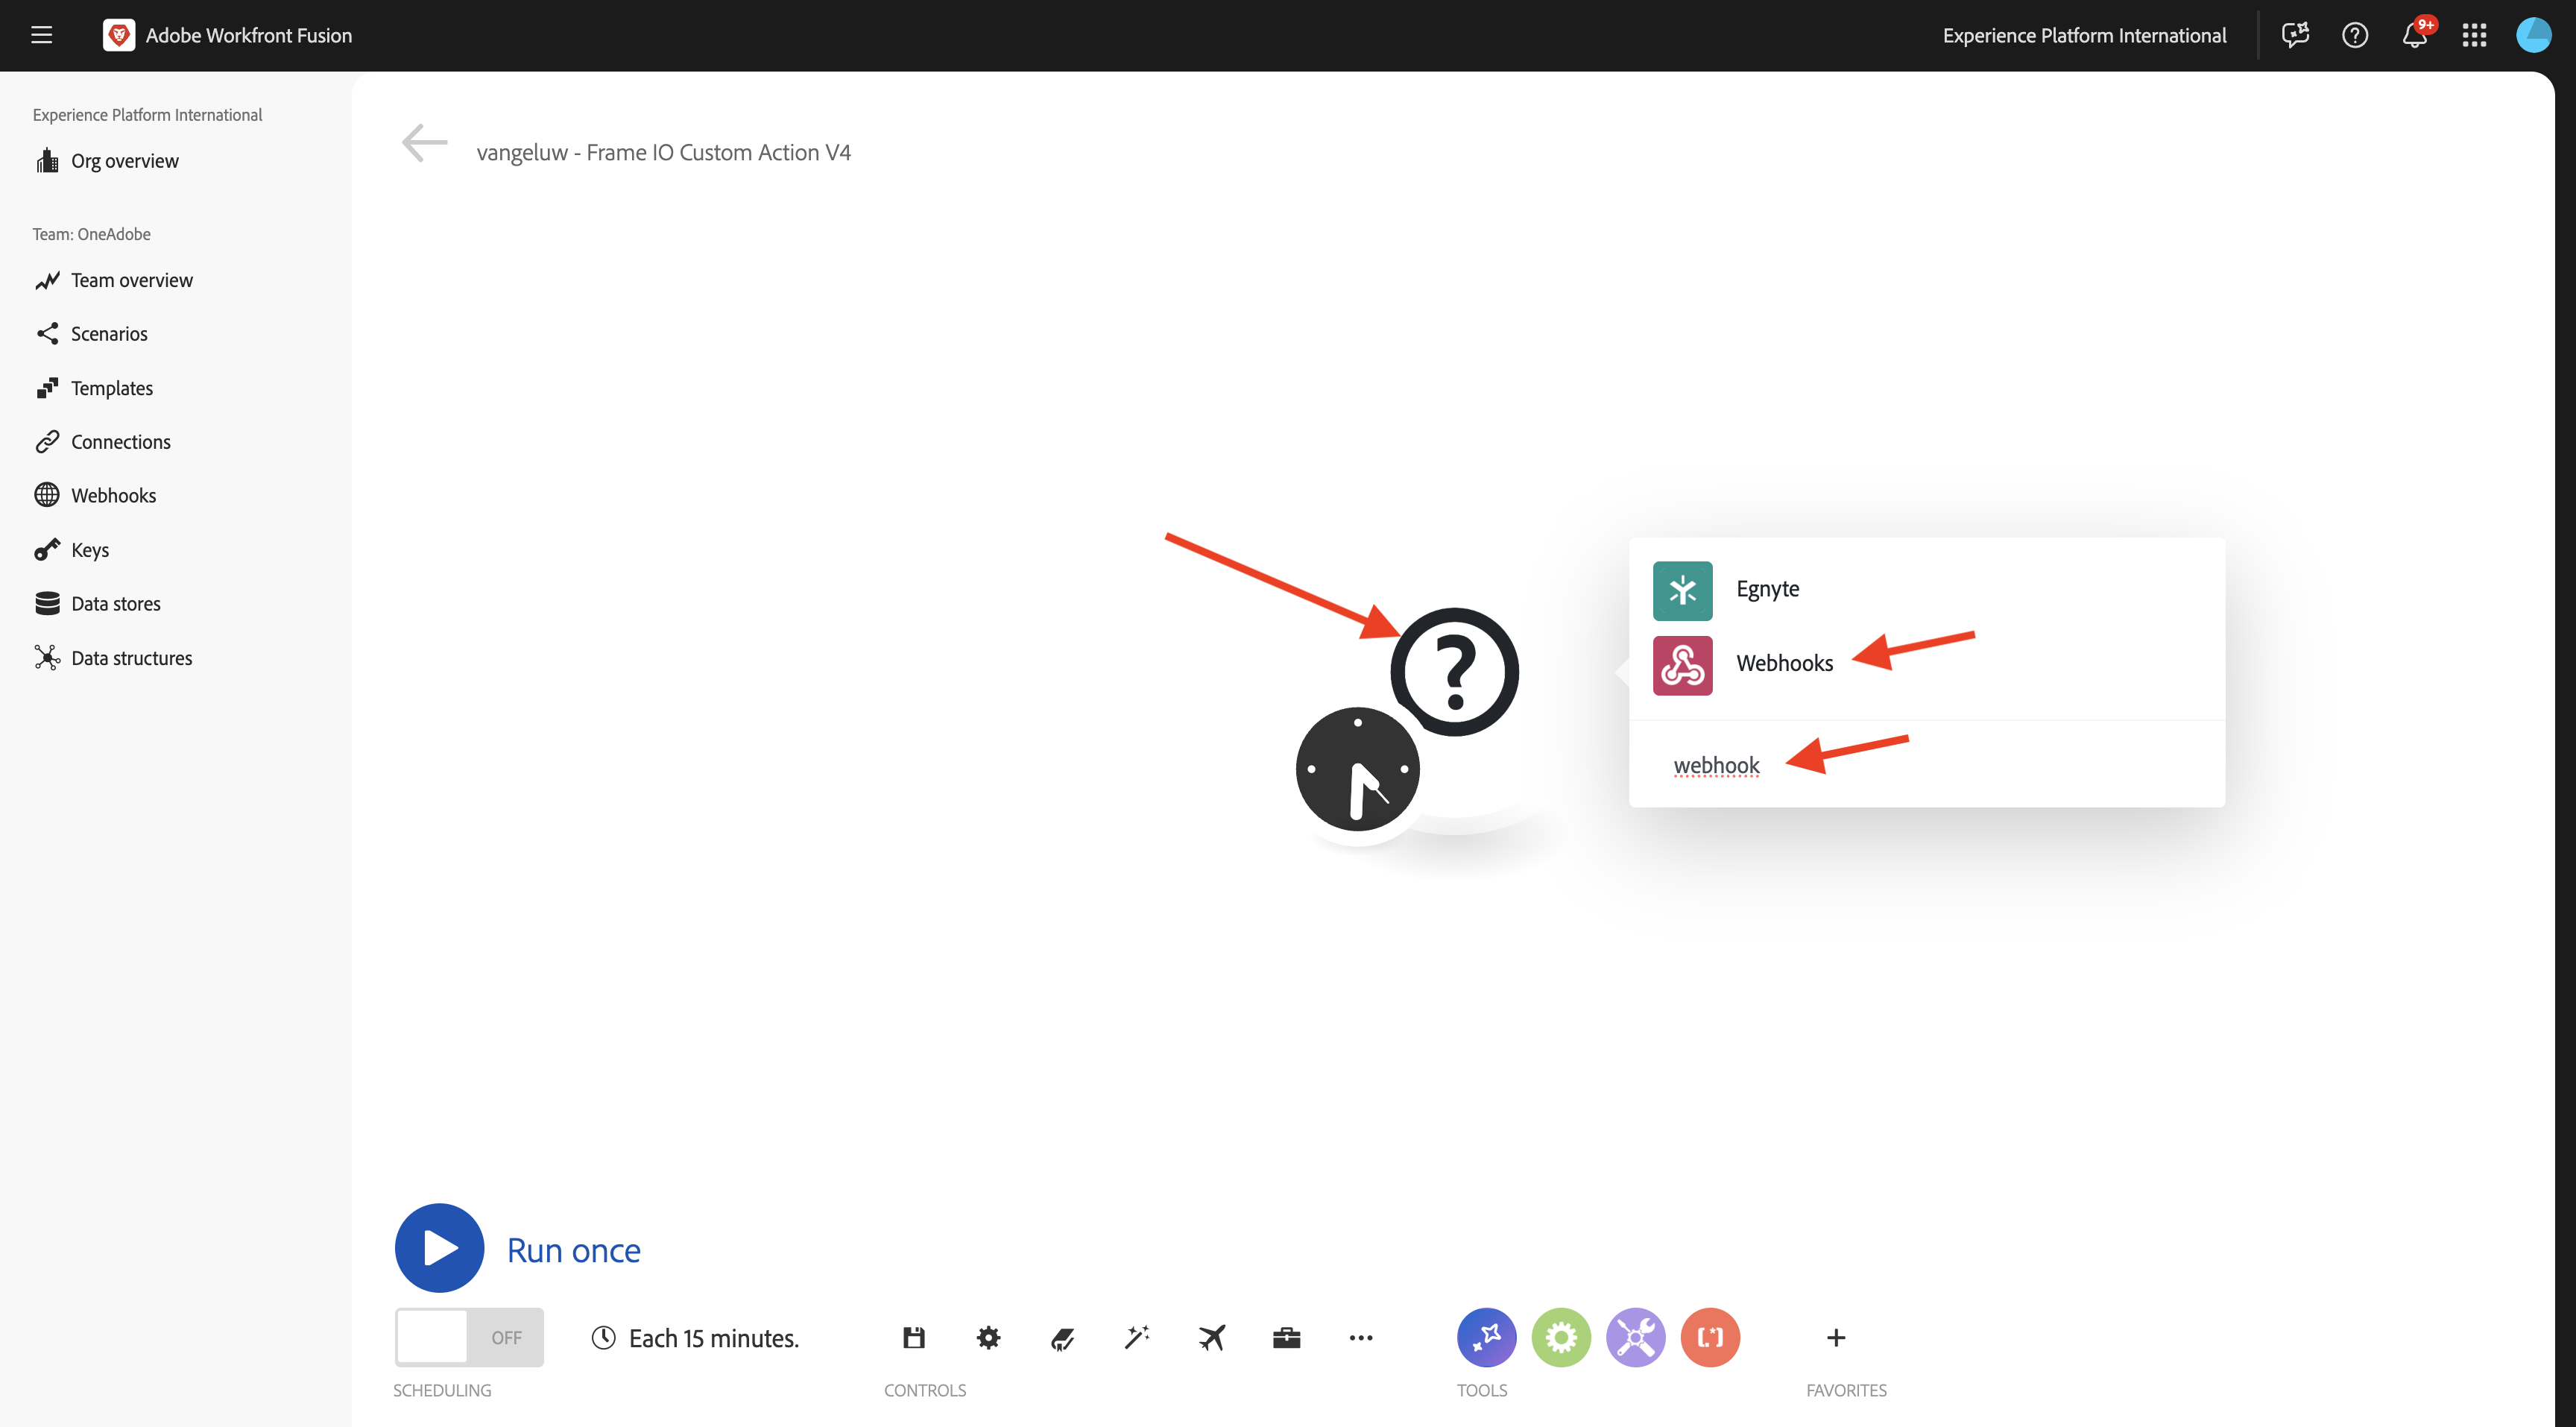 Adobe Workfront Fusion
Experience Platform International
9+
Experience Platform International
Org overview
Team: OneAdobe
Team overview
Scenarios
Templates
Connections
Webhooks
Keys
Data stores
Data structures
vangeluw - Frame IO Custom Action V4
?
Egnyte
Webhooks
webhook
Run once
OFF
Each 15 minutes.
SCHEDULING
CONTROLS
TOOLS
FAVORITES